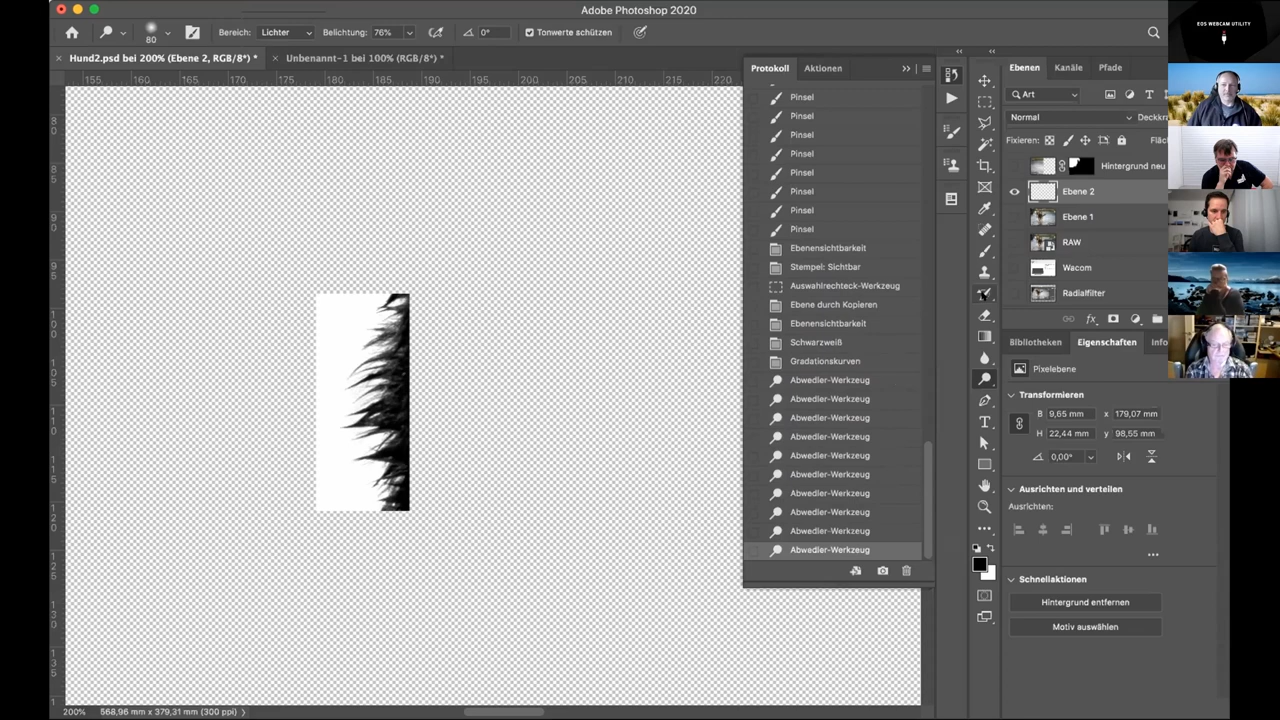 Adobe Photoshop 2020
80
Bereich:
Lichter
Belichtung:
76%
0°
Tonwerte schützen
Hund2.psd bei 200% (Ebene 2, RGB/8*) *
Unbenannt-1 bei 100% (RGB/8*) *
155 160 165 170 175 180 185 190 195 200 205 210 215 220
Protokoll
Aktionen
Pinsel
Pinsel
Pinsel
Pinsel
Pinsel
Pinsel
Pinsel
Pinsel
Ebenensichtbarkeit
Stempel: Sichtbar
Auswahlrechteck-Werkzeug
Ebene durch Kopieren
Ebenensichtbarkeit
Schwarzweiß
Gradationskurven
Abwedler-Werkzeug
Abwedler-Werkzeug
Abwedler-Werkzeug
Abwedler-Werkzeug
Abwedler-Werkzeug
Abwedler-Werkzeug
Abwedler-Werkzeug
Abwedler-Werkzeug
Abwedler-Werkzeug
Abwedler-Werkzeug
Ebenen
Kanäle
Pfade
Art
Normal
Deckkra
Fixieren:
Fläc
Hintergrund neu
Ebene 2
Ebene 1
RAW
Wacom
Radialfilter
fx
Bibliotheken
Eigenschaften
Info
Pixelebene
Transformieren
B 9,65 mm
x 179,07 mm
H 22,44 mm
y 98,55 mm
0,00°
Ausrichten und verteilen
Ausrichten:
Schnellaktionen
Hintergrund entfernen
Motiv auswählen
200%
568,96 mm x 379,31 mm (300 ppi)
EOS WEBCAM UTILITY